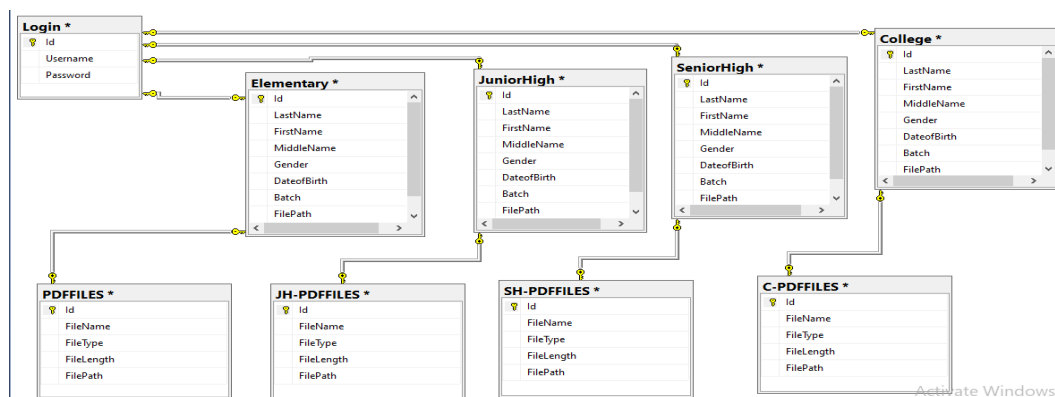 Login *
Id
Username
Password
Elementary *
Id
LastName
FirstName
MiddleName
Gender
DateofBirth
Batch
FilePath
JuniorHigh *
Id
LastName
FirstName
MiddleName
Gender
DateofBirth
Batch
FilePath
SeniorHigh *
Id
LastName
FirstName
MiddleName
Gender
DateofBirth
Batch
FilePath
College *
Id
LastName
FirstName
MiddleName
Gender
DateofBirth
Batch
FilePath
PDFFILES *
Id
FileName
FileType
FileLength
FilePath
JH-PDFFILES *
Id
FileName
FileType
FileLength
FilePath
SH-PDFFILES *
Id
FileName
FileType
FileLength
FilePath
C-PDFFILES *
Id
FileName
FileType
FileLength
FilePath
Activate Windows